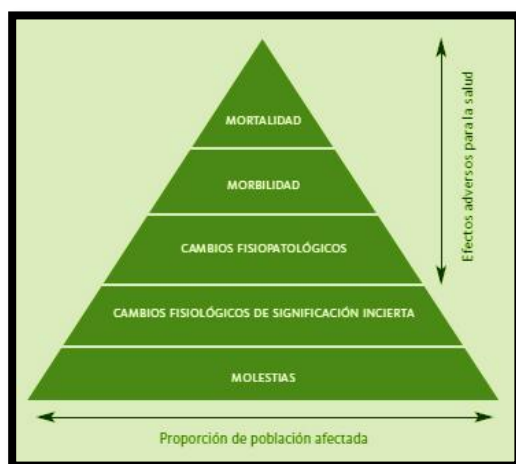 MORTALIDAD
MORBILIDAD
CAMBIOS FISIOPATOLÓGICOS
CAMBIOS FISIOLÓGICOS DE SIGNIFICACIÓN INCIERTA
MOLESTIAS
Efectos adversos para la salud
Proporción de población afectada